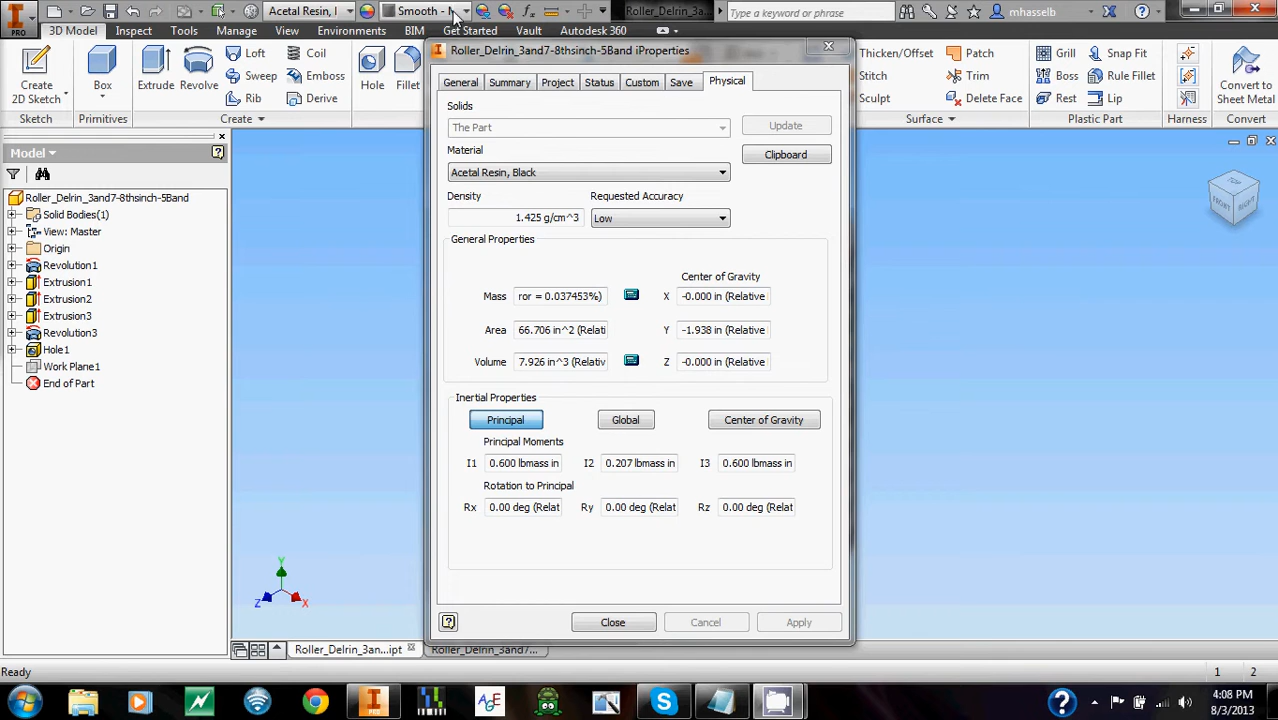 Acetal Resin, I
Smooth -
Roller_Delrin_3a...
Type a keyword or phrase
mhasselb
PRO
3D Model
Inspect
Tools
Manage
View
Environments
BIM
Get Started
Vault
Autodesk 360
Create
2D Sketch
Sketch
Box
Primitives
Extrude
Revolve
Loft
Sweep
Rib
Coil
Emboss
Derive
Create
Hole
Fillet
Thicken/Offset
Stitch
Sculpt
Patch
Trim
Delete Face
Surface
Boss
Rest
Snap Fit
Rule Fillet
Lip
Plastic Part
Harness
Convert to
Sheet Metal
Convert
Model
Roller_Delrin_3and7-8thsinch-5Band
Solid Bodies(1)
View: Master
Origin
Revolution1
Extrusion1
Extrusion2
Extrusion3
Revolution3
Hole1
Work Plane1
End of Part
Roller_Delrin_3and7-8thsinch-5Band iProperties
General
Summary
Project
Status
Custom
Save
Physical
Solids
The Part
Update
Material
Clipboard
Acetal Resin, Black
Density
Requested Accuracy
1.425 g/cm^3
Low
General Properties
Center of Gravity
Mass
ror = 0.037453%)
X
-0.000 in (Relative
Area
66.706 in^2 (Relati
Y
-1.938 in (Relative
Volume
7.926 in^3 (Relativ
Z
-0.000 in (Relative
Inertial Properties
Principal
Global
Center of Gravity
Principal Moments
I1
0.600 lbmass in
I2
0.207 lbmass in
I3
0.600 lbmass in
Rotation to Principal
Rx
0.00 deg (Relat
Ry
0.00 deg (Relat
Rz
0.00 deg (Relat
Close
Cancel
Apply
TOP
FRONT
RIGHT
Y
Z
X
Roller_Delrin_3an...ipt
Roller_Delrin_3and7...
Ready
1
2
4:08 PM
8/3/2013